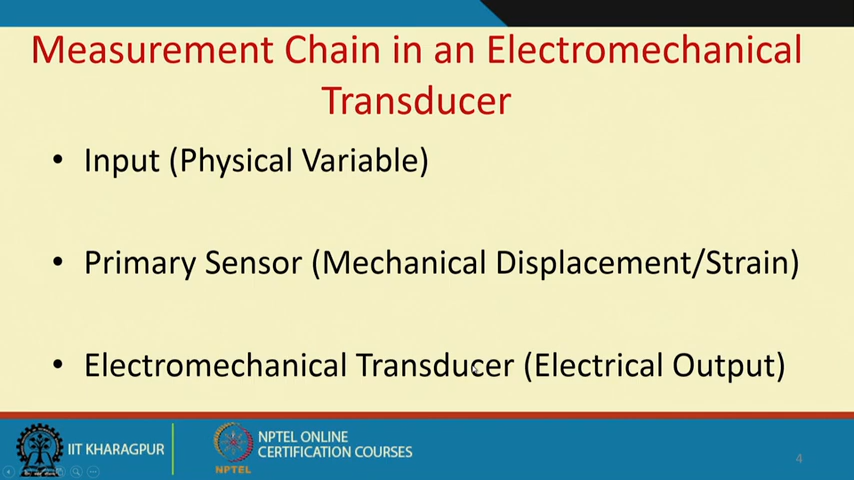 Measurement Chain in an Electromechanical
Transducer
• Input (Physical Variable)
• Primary Sensor (Mechanical Displacement/Strain)
• Electromechanical Transducer (Electrical Output)
IIT KHARAGPUR
NPTEL
NPTEL ONLINE
CERTIFICATION COURSES
4